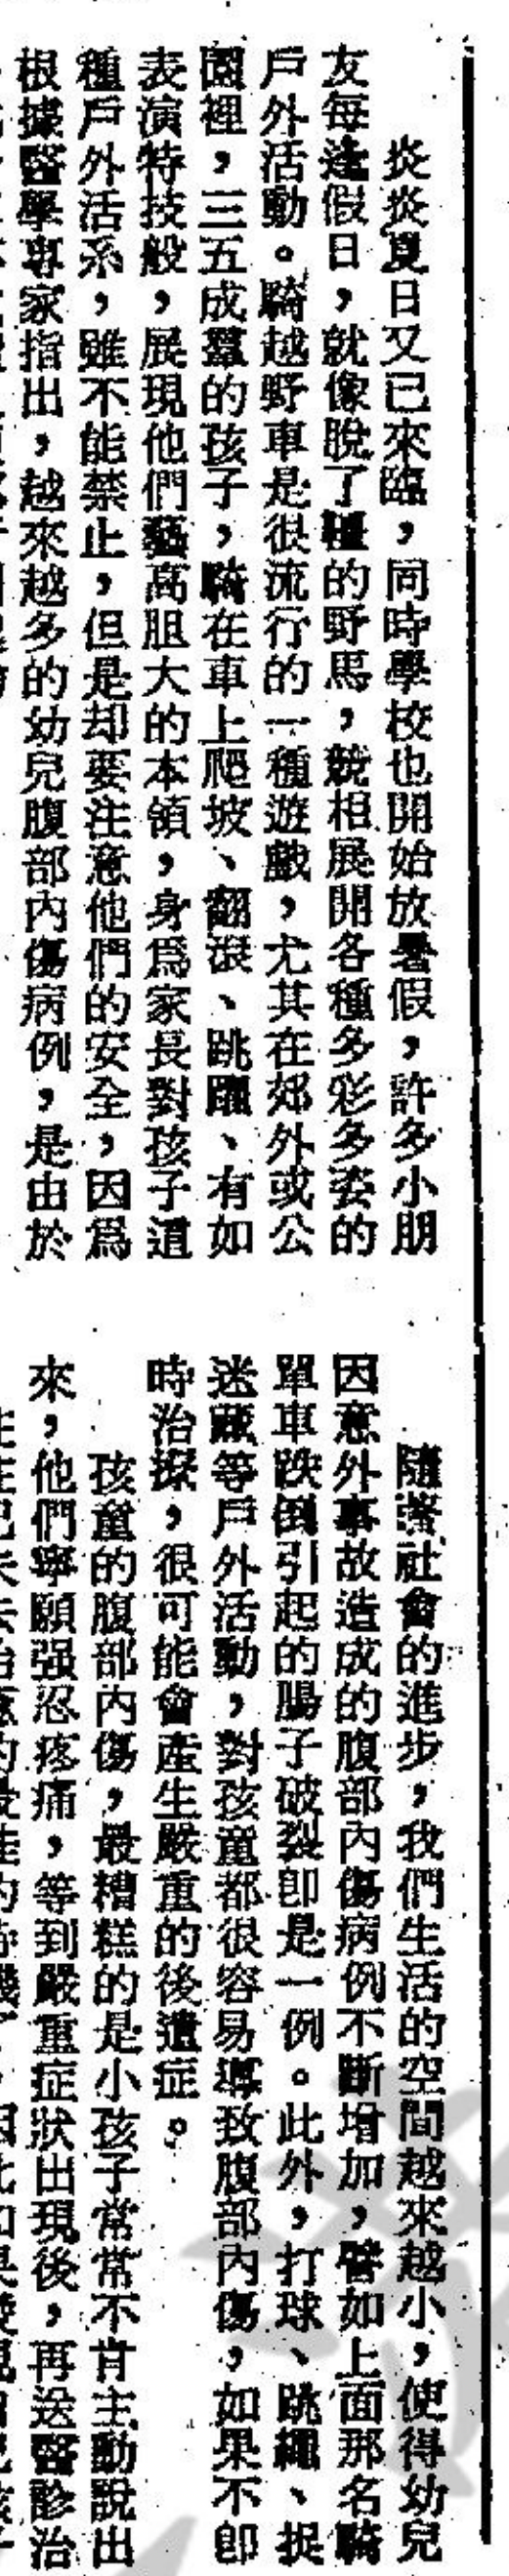 炎炎夏日又已來臨，同時學校也開始放暑假，許多小朋
友每逢假日，就像脫了韁的野馬，競相展開各種多彩多姿的
戶外活動。騎越野車是很流行的一種遊戲，尤其在郊外或公
園裡，三五成羣的孩子，騎在車上爬坡、翻滾、跳躍、有如
表演特技般，展現他們藝高胆大的本領，身爲家長對孩子這
種戶外活系，雖不能禁止，但是却要注意他們的安全，因爲
根據醫學專家指出，越來越多的幼兒腹部內傷病例，是由於
隨著社會的進步，我們生活的空間越來越小，使得幼兒
因意外事故造成的腹部內傷病例不斷增加，譬如上面那名騎
單車跌倒引起的腸子破裂卽是一例。此外，打球、跳繩、捉
迷藏等戶外活動，對孩童都很容易導致腹部內傷，如果不卽
時治療，很可能會產生嚴重的後遺症。
孩童的腹部內傷，最糟糕的是小孩子常常不肯主動說出
來，他們寧願强忍疼痛，等到嚴重症狀出現後，再送醫診治